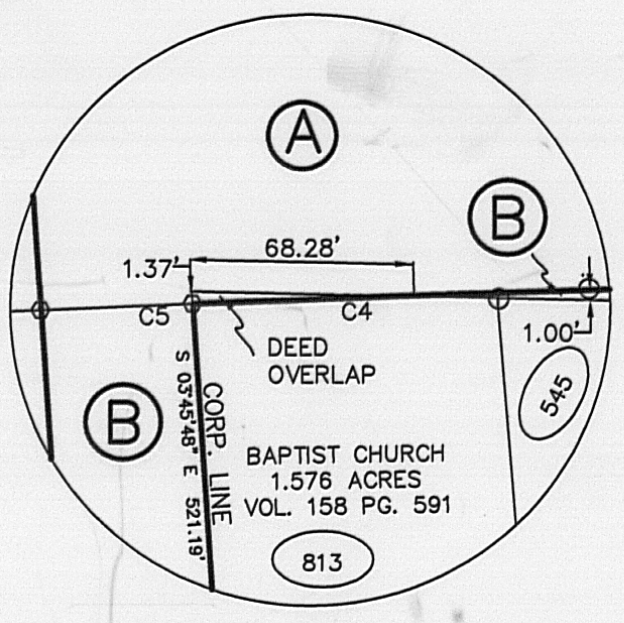 A
B
68.28'
1.37'
C5
C4
1.00'
DEED
OVERLAP
545
B
S 03°45'48" E 521.19'
CORP. LINE
BAPTIST CHURCH
1.576 ACRES
VOL. 158 PG. 591
813